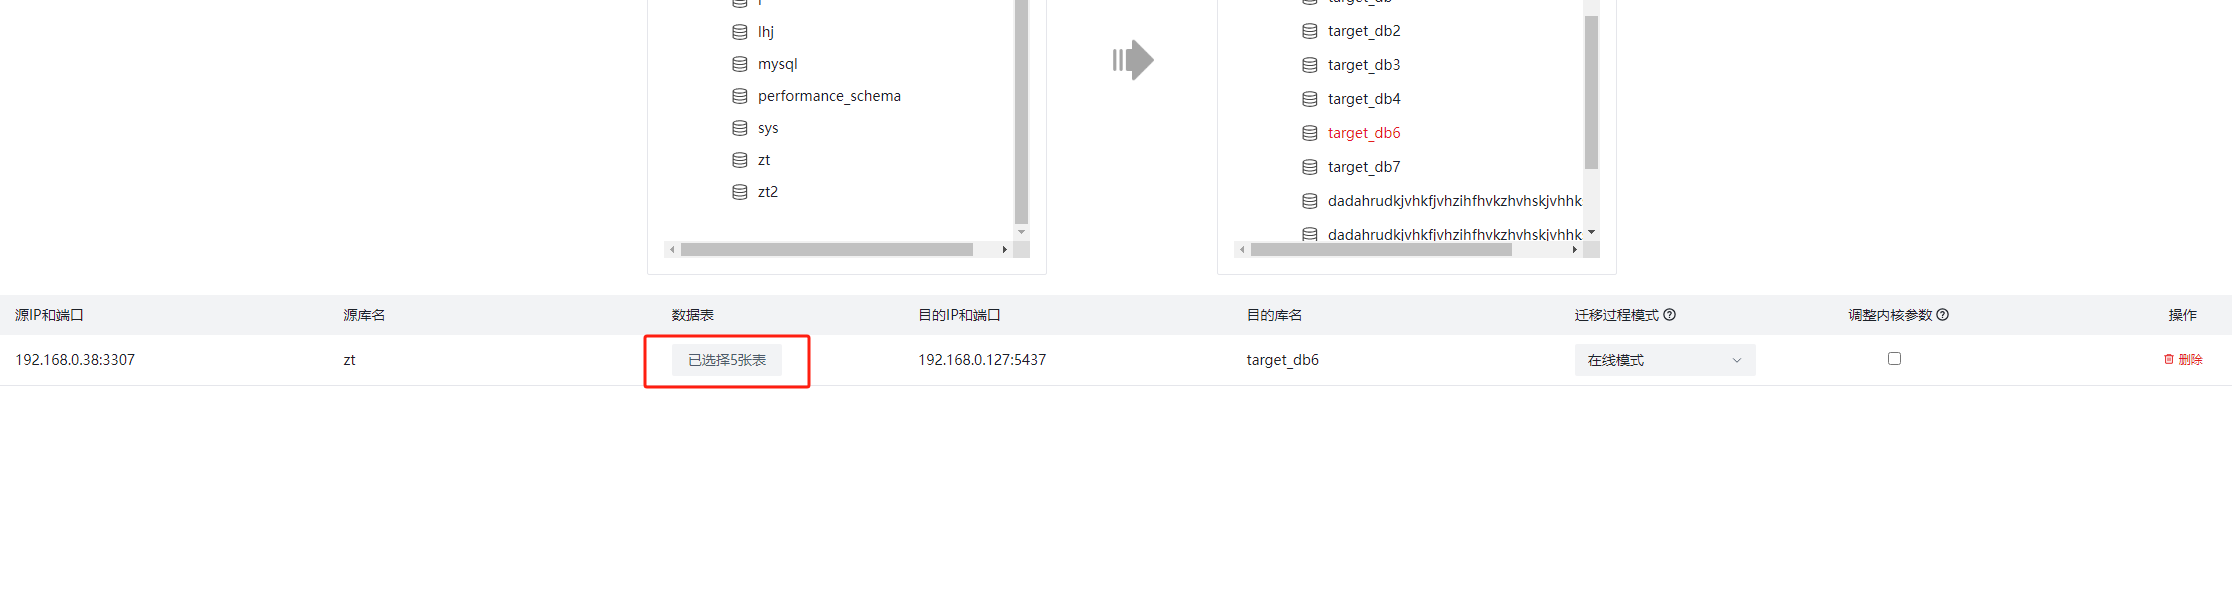 lhj
mysql
performance_schema
sys
zt
zt2
target_db2
target_db3
target_db4
target_db6
target_db7
dadahrudkjvhkfjvhzihfhvkzhvhskjvhhk
dadahrudkjvhkfjvhzihfhvkzhvhskjvhhk
源IP和端口 源库名 数据表 目的IP和端口 目的库名 迁移过程模式 调整内核参数 操作
192.168.0.38:3307 zt 已选择5张表 192.168.0.127:5437 target_db6 在线模式 删除